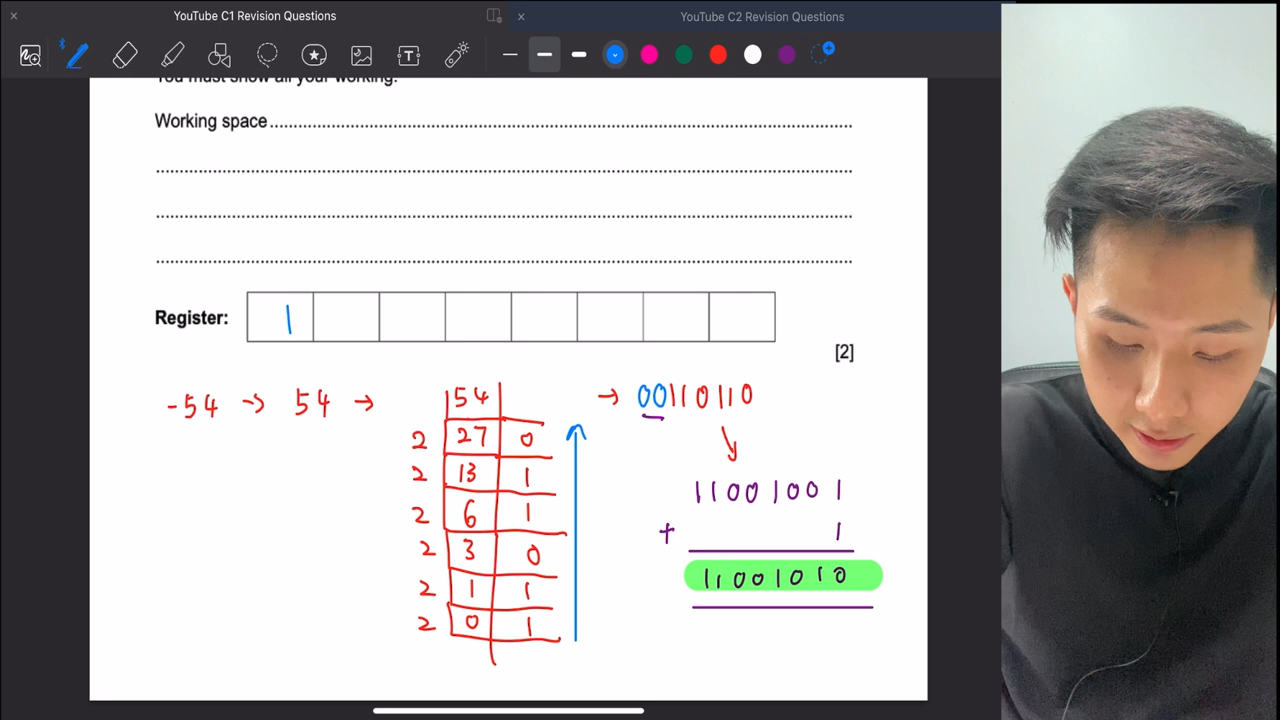 YouTube C1 Revision Questions
YouTube C2 Revision Questions
You must show all your working.
Working space
Register: 1
[2]
-54 → 54 →
54
2 27 0
2 13 1
2 6 1
2 3 0
2 1 1
2 0 1
→ 00110110
11001001
+ 1
11001010